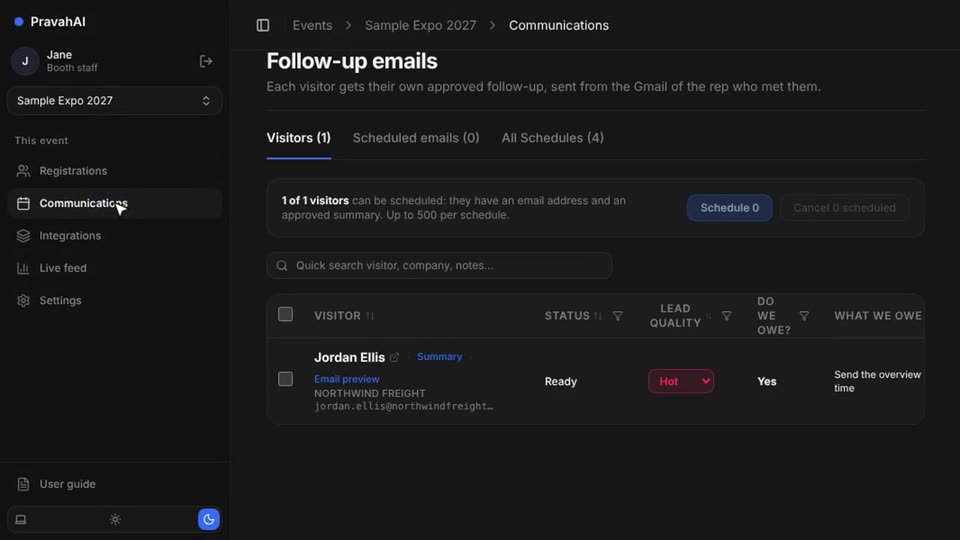 PravahAI
J
Jane
Booth staff
Sample Expo 2027
This event
Registrations
Communications
Integrations
Live feed
Settings
User guide
Events > Sample Expo 2027 > Communications
Follow-up emails
Each visitor gets their own approved follow-up, sent from the Gmail of the rep who met them.
Visitors (1) Scheduled emails (0) All Schedules (4)
1 of 1 visitors can be scheduled: they have an email address and an
approved summary. Up to 500 per schedule.
Schedule 0 Cancel 0 scheduled
Quick search visitor, company, notes...
VISITOR STATUS LEAD QUALITY DO WE OWE? WHAT WE OWE
Jordan Ellis Summary
Email preview
NORTHWIND FREIGHT
jordan.ellis@northwindfreight…
Ready
Hot
Yes
Send the overview
time